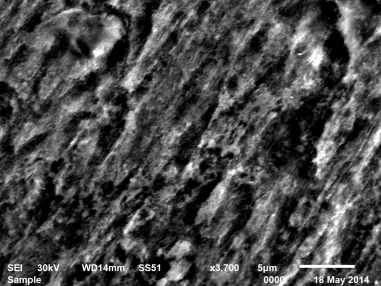 SEI 30kV WD14mm SS51 x3,700 5µm
Sample 0000 18 May 2014